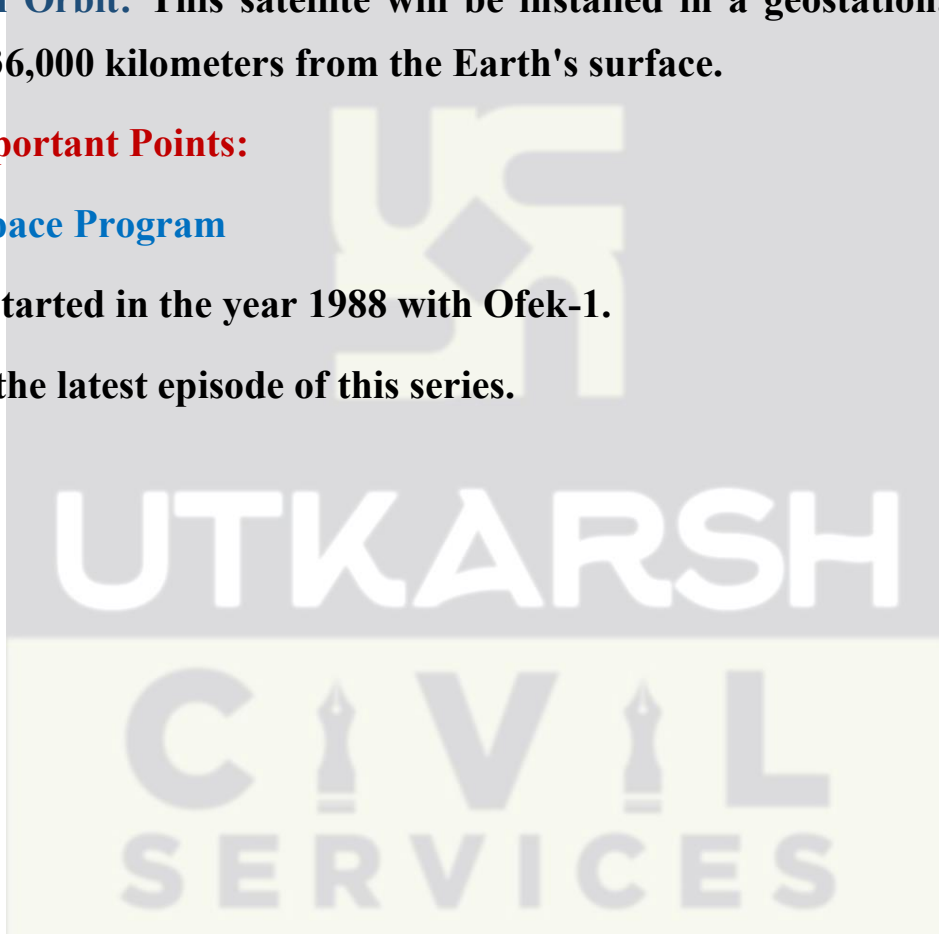 Orbit: This satellite will be installed in a geostation
36,000 kilometers from the Earth's surface.
portant Points:
pace Program
tarted in the year 1988 with Ofek-1.
the latest episode of this series.
UTKARSH
CIVIL
SERVICES